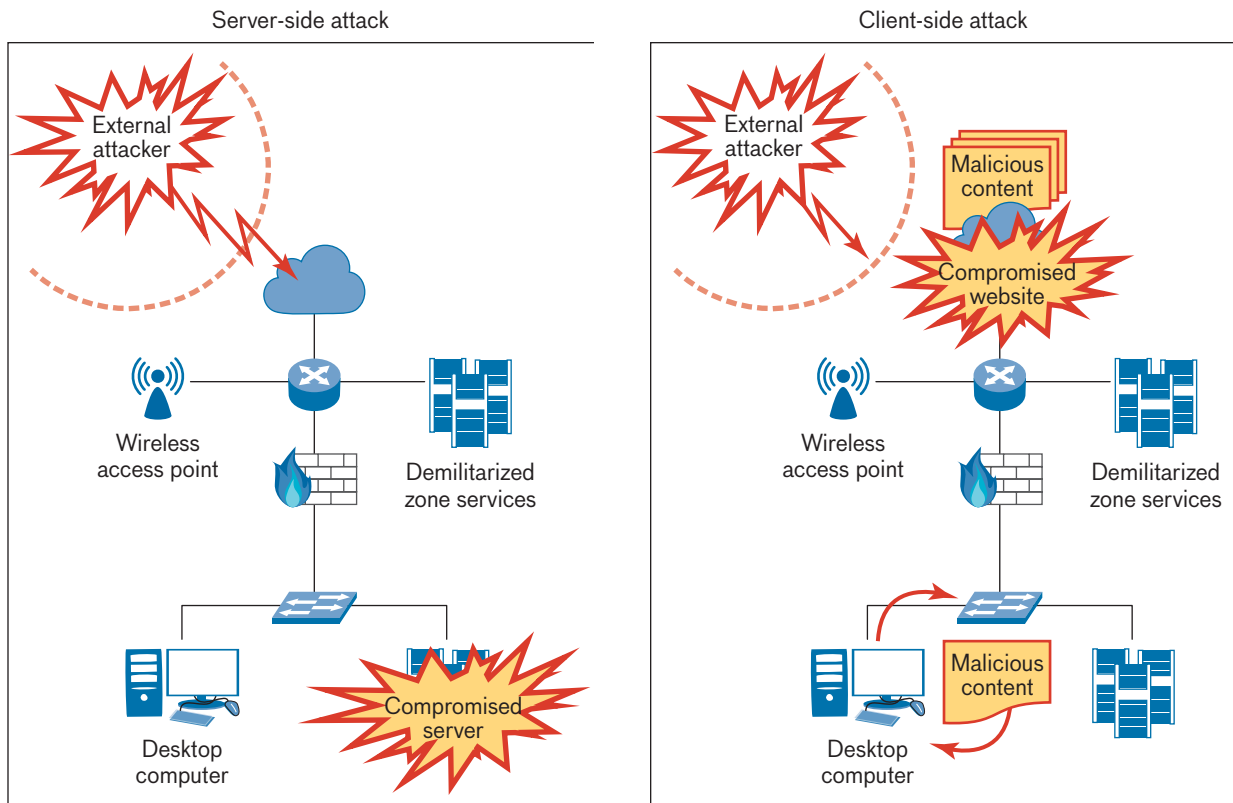 Server-side attack
External
attacker
Wireless
access point
Demilitarized
zone services
Desktop
computer
Compromised
server
Client-side attack
External
attacker
Malicious
content
Compromised
website
Wireless
access point
Demilitarized
zone services
Malicious
content
Desktop
computer